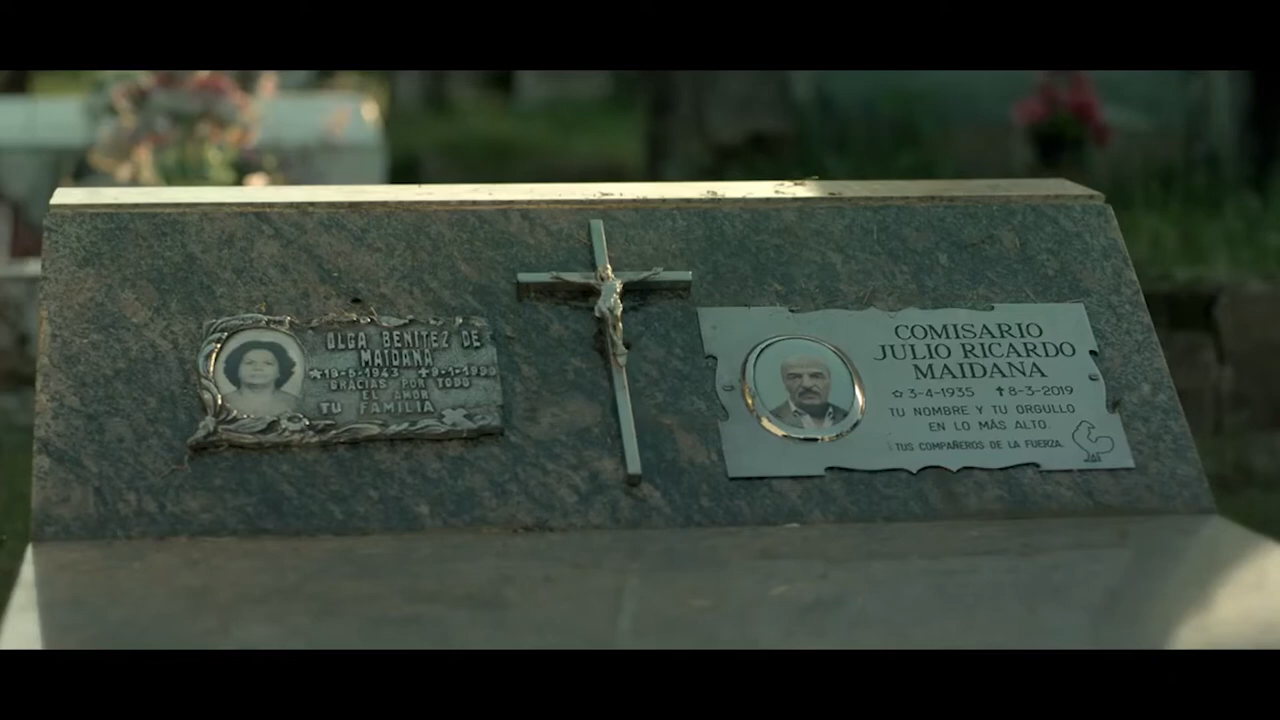 OLGA BENITEZ DE
MAIDANA
18-5-1943 9-1-1999
GRACIAS POR TODO
EL AMOR
TU FAMILIA
COMISARIO
JULIO RICARDO
MAIDANA
3-4-1935 8-3-2019
TU NOMBRE Y TU ORGULLO
EN LO MÁS ALTO.
TUS COMPAÑEROS DE LA FUERZA.